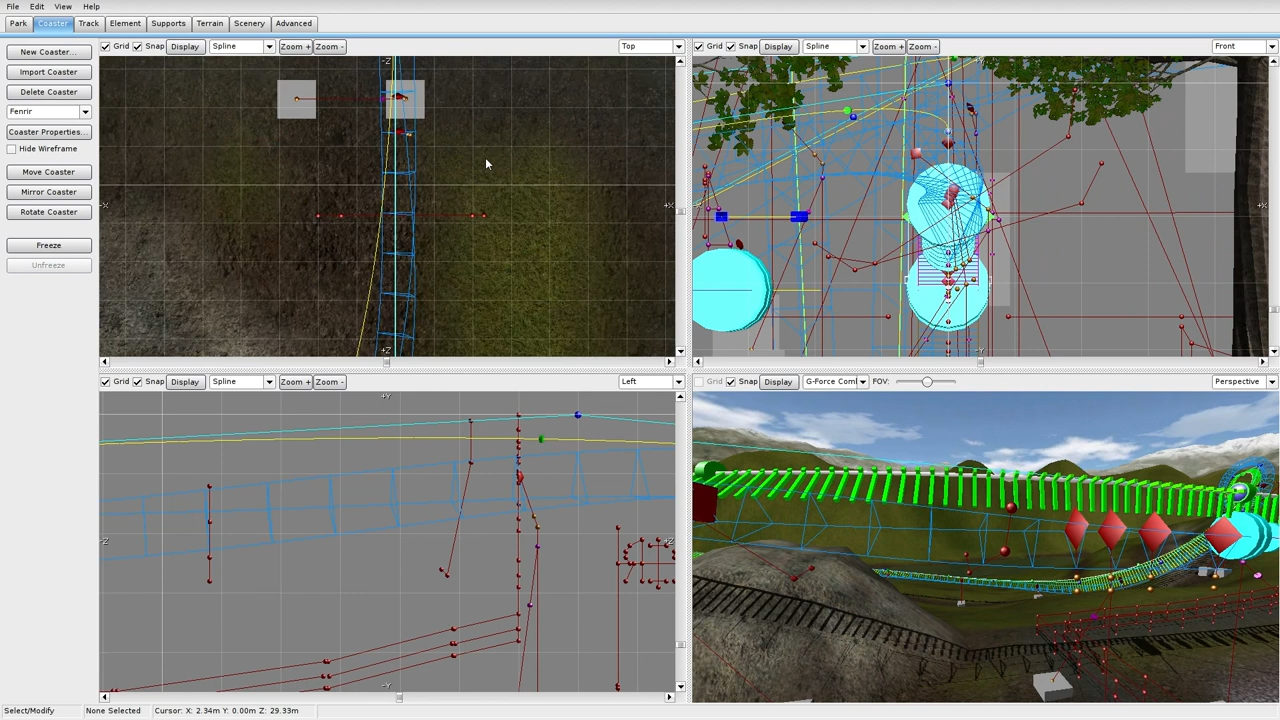 File Edit View Help
Park Coaster Track Element Supports Terrain Scenery Advanced
New Coaster...
Import Coaster
Delete Coaster
Fenrir
Coaster Properties...
Hide Wireframe
Move Coaster
Mirror Coaster
Rotate Coaster
Freeze
Unfreeze
Grid Snap Display Spline Zoom + Zoom - Top
-Z
-X
+X
+Z
Grid Snap Display Spline Zoom + Zoom - Front
+Y
-X
+X
-Y
Grid Snap Display Spline Zoom + Zoom - Left
+Y
-Z
+Z
-Y
Grid Snap Display G-Force Coml FOV: Perspective
Select/Modify None Selected Cursor: X: 2.34m Y: 0.00m Z: 29.33m